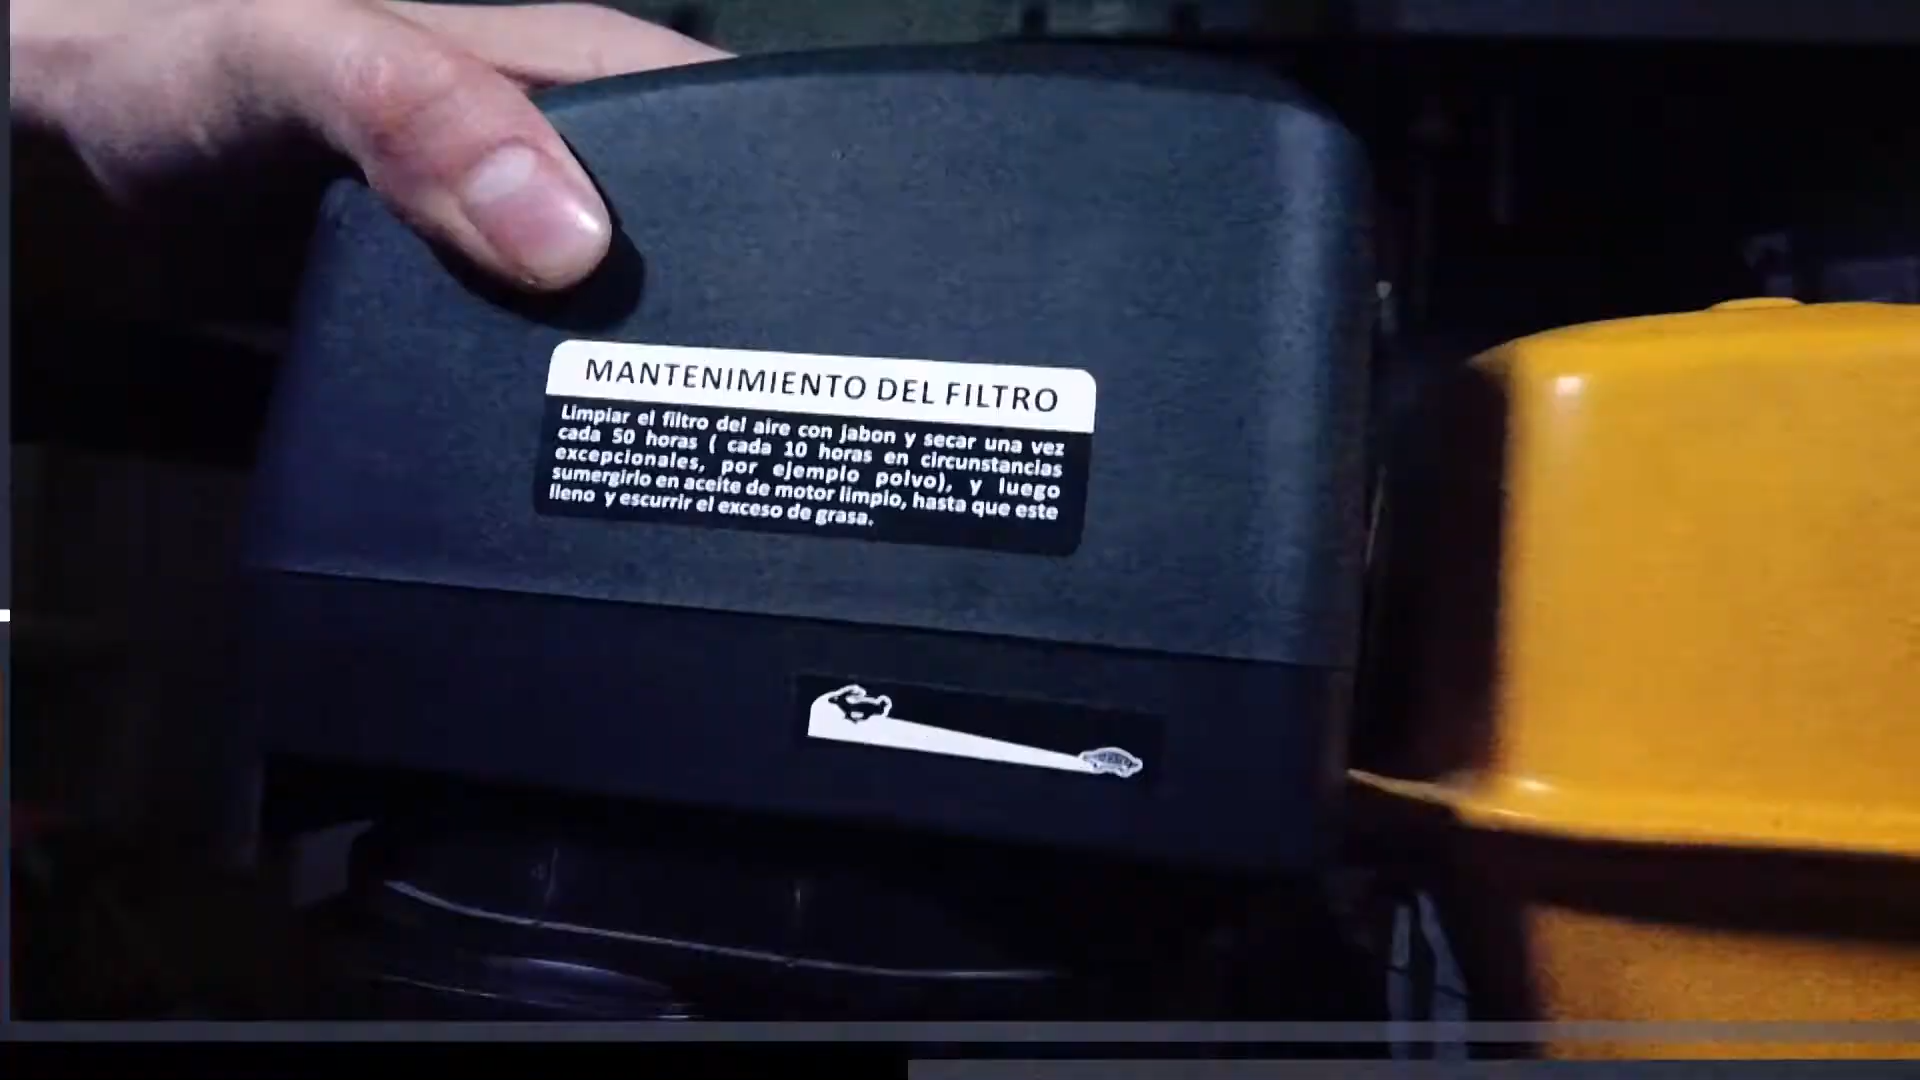 MANTENIMIENTO DEL FILTRO
Limpiar el filtro del aire con jabon y secar una vez
cada 50 horas ( cada 10 horas en circunstancias
excepcionales, por ejemplo polvo), y luego
sumergirlo en aceite de motor limpio, hasta que este
lleno y escurrir el exceso de grasa.